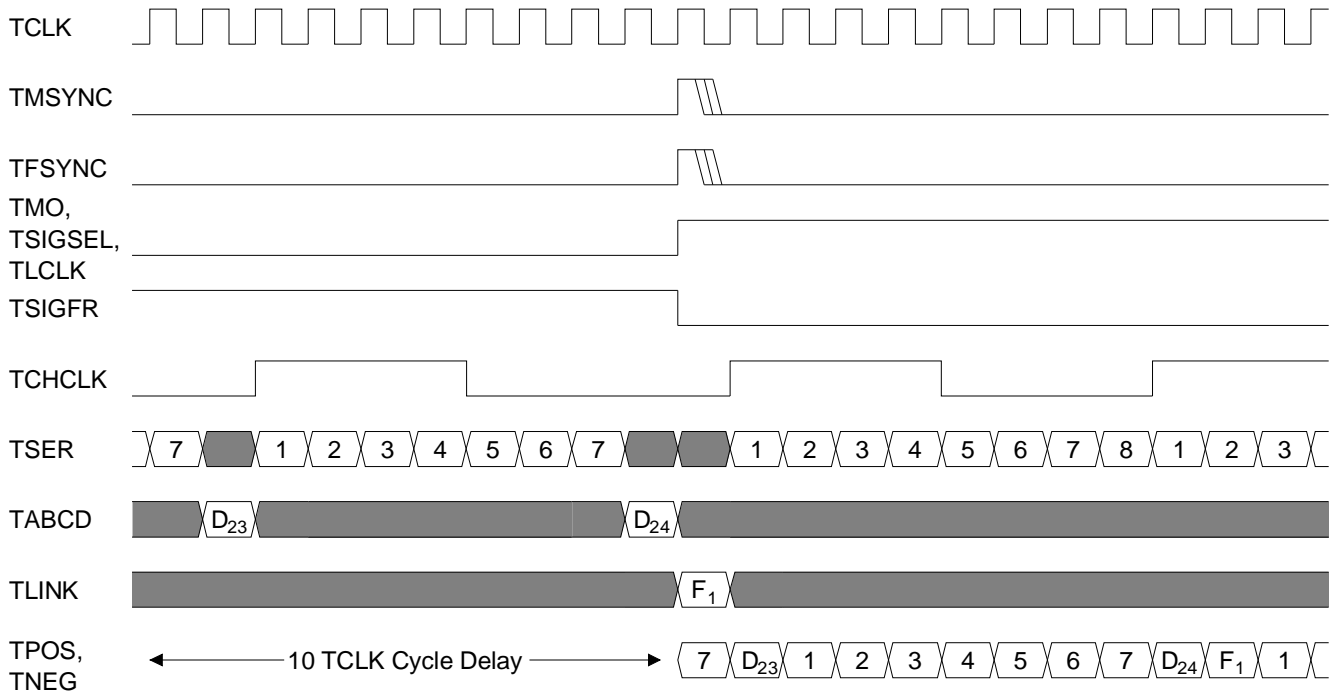 TCLK
TMSYNC
TFSYNC
TMO,
TSIGSEL,
TLCLK
TSIGFR
TCHCLK
TSER 7 1 2 3 4 5 6 7 1 2 3 4 5 6 7 8 1 2 3
TABCD D23 D24
TLINK F1
TPOS,
TNEG 10 TCLK Cycle Delay 7 D23 1 2 3 4 5 6 7 D24 F1 1